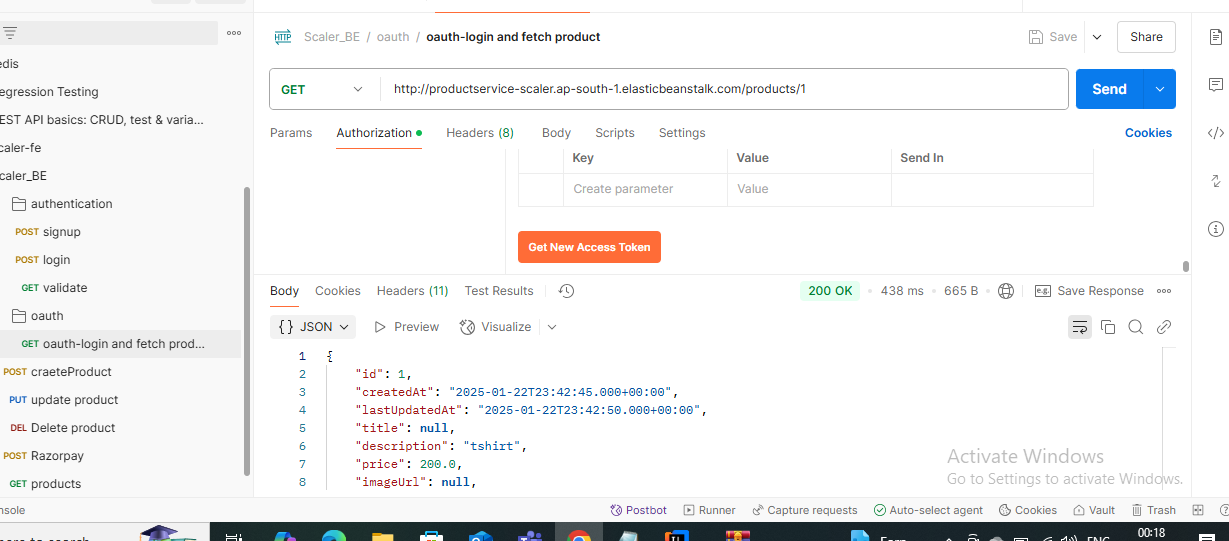 HTTP Scaler_BE / oauth / oauth-login and fetch product Save Share
edis
GET http://productservice-scaler.ap-south-1.elasticbeanstalk.com/products/1 Send
egression Testing
EST API basics: CRUD, test & varia...
Params Authorization Headers (8) Body Scripts Settings Cookies
caler-fe
Key Value Send In
caler_BE
Create parameter Value
authentication
POST signup
Get New Access Token
POST login
GET validate
Body Cookies Headers (11) Test Results 200 OK 438 ms 665 B e.g. Save Response
oauth
{} JSON Preview Visualize
GET oauth-login and fetch prod...
1 {
POST craeteProduct
2 "id": 1,
3 "createdAt": "2025-01-22T23:42:45.000+00:00",
PUT update product
4 "lastUpdatedAt": "2025-01-22T23:42:50.000+00:00",
DEL Delete product
5 "title": null,
6 "description": "tshirt",
POST Razorpay
7 "price": 200.0,
Activate Windows
GET products
8 "imageUrl": null,
Go to Settings to activate Windows.
nsole Postbot Runner Capture requests Auto-select agent Cookies Vault Trash
00:18